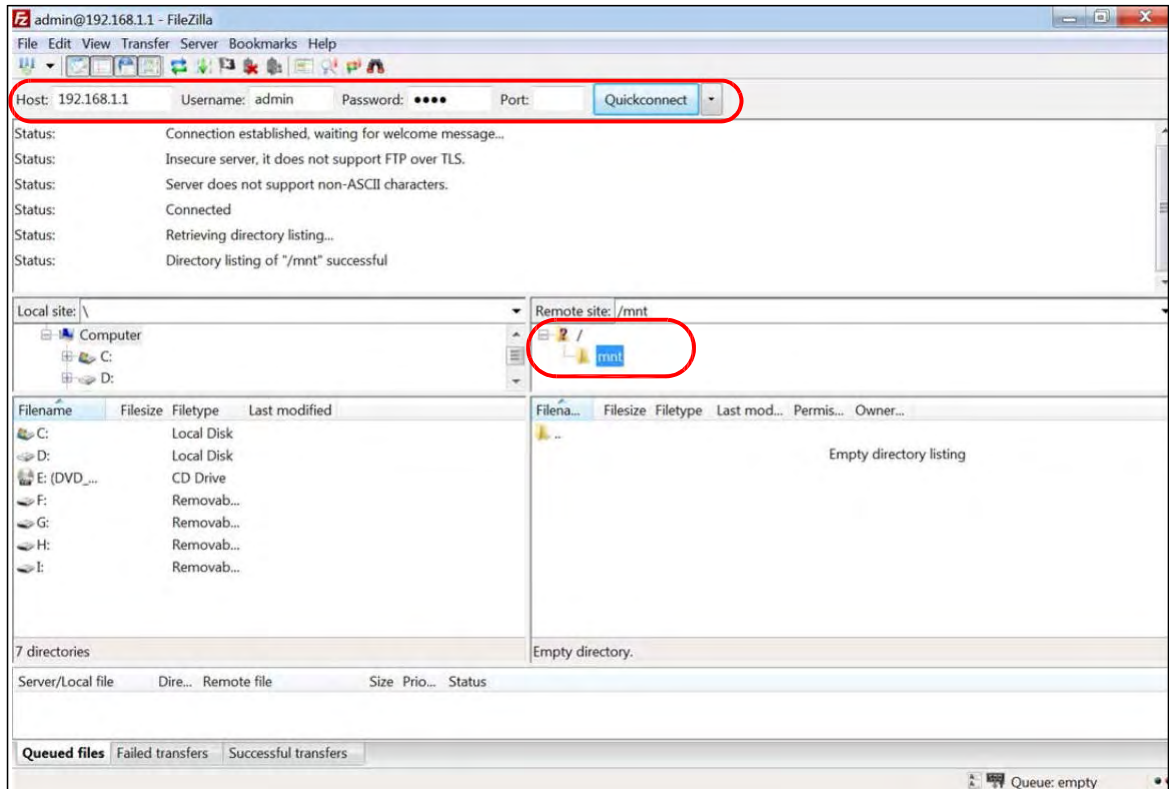 admin@192.168.1.1 - FileZilla
File Edit View Transfer Server Bookmarks Help
Host: 192.168.1.1 Username: admin Password: •••• Port: Quickconnect
Status: Connection established, waiting for welcome message...
Status: Insecure server, it does not support FTP over TLS.
Status: Server does not support non-ASCII characters.
Status: Connected
Status: Retrieving directory listing...
Status: Directory listing of "/mnt" successful
Local site: \
Computer
C:
D:
Remote site: /mnt
/
mnt
Filename Filesize Filetype Last modified
C: Local Disk
D: Local Disk
E: (DVD_... CD Drive
F: Removab...
G: Removab...
H: Removab...
I: Removab...
7 directories
Filena... Filesize Filetype Last mod... Permis... Owner...
..
Empty directory listing
Empty directory.
Server/Local file Dire... Remote file Size Prio... Status
Queued files Failed transfers Successful transfers
Queue: empty